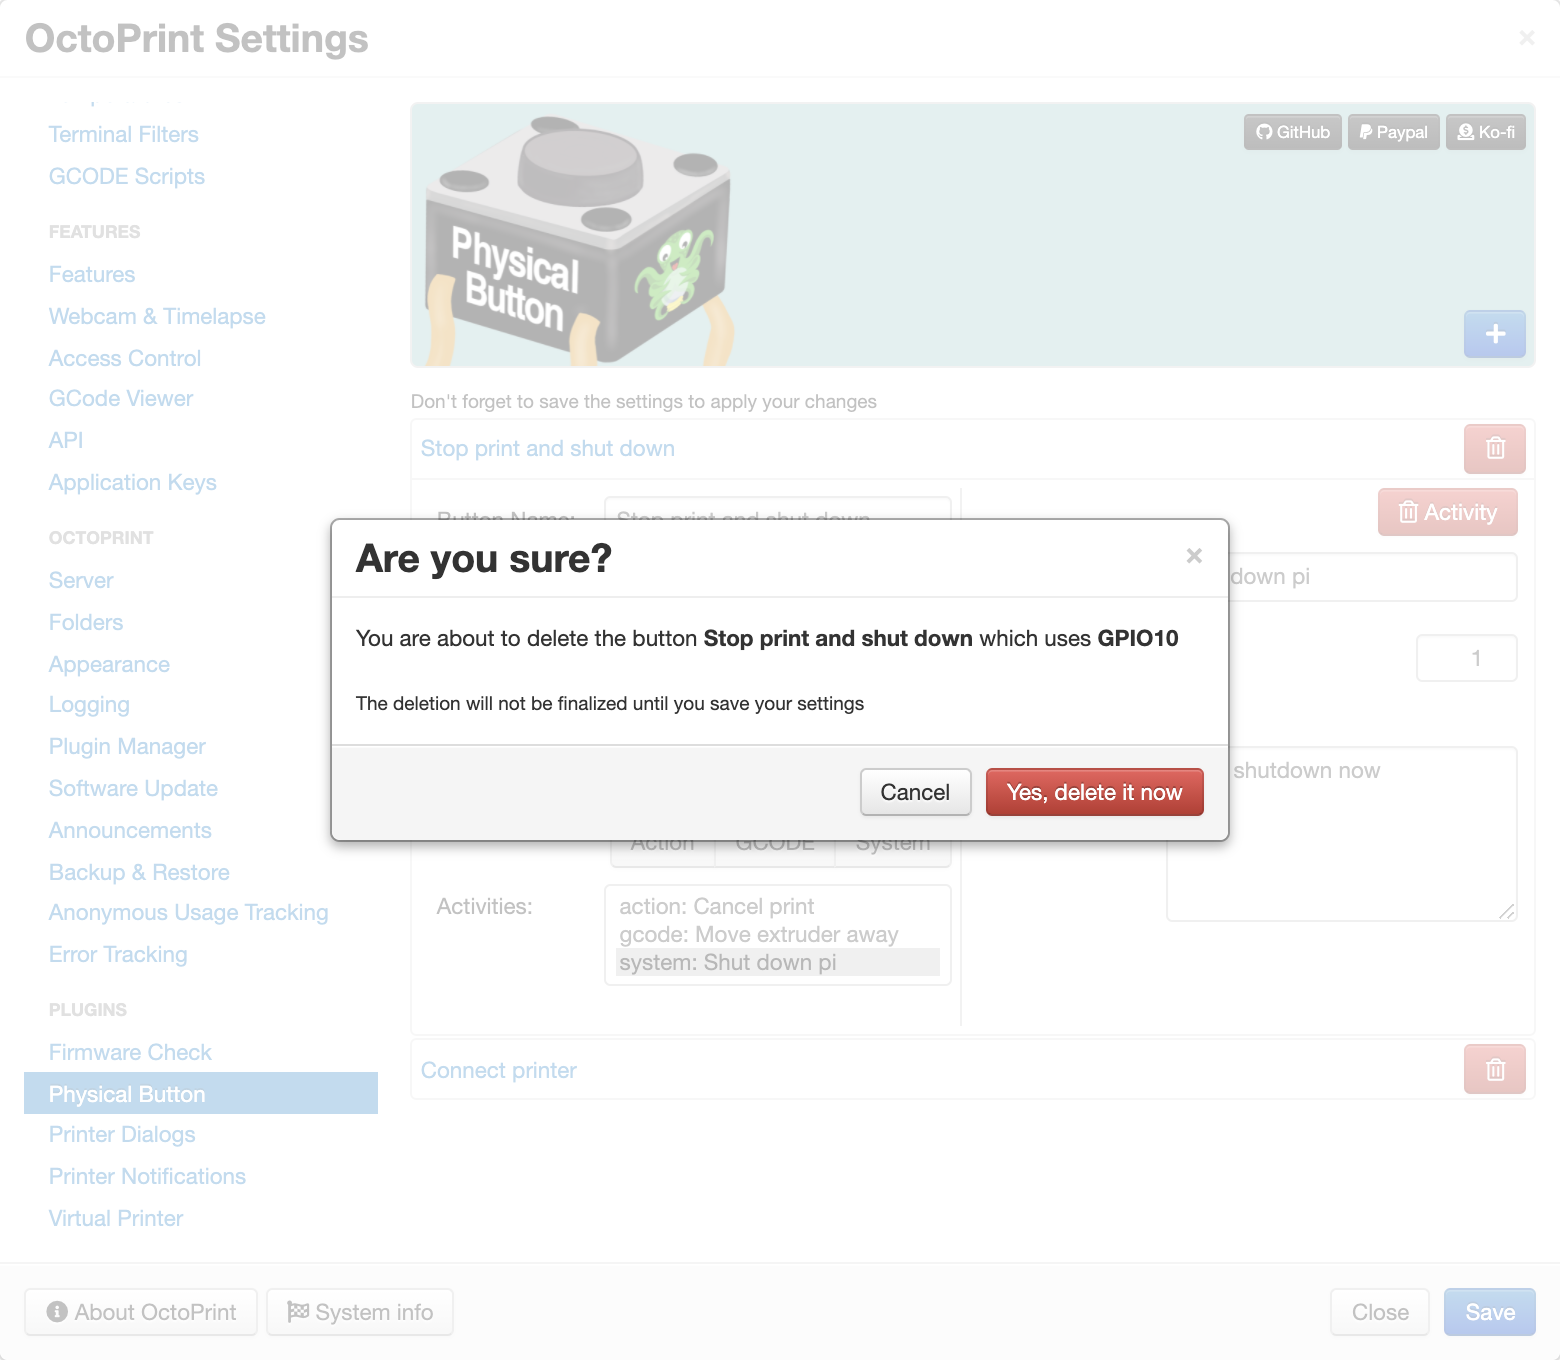 OctoPrint Settings
×
Terminal Filters
GCODE Scripts
FEATURES
Features
Webcam & Timelapse
Access Control
GCode Viewer
API
Application Keys
OCTOPRINT
Server
Folders
Appearance
Logging
Plugin Manager
Software Update
Announcements
Backup & Restore
Anonymous Usage Tracking
Error Tracking
PLUGINS
Firmware Check
Physical Button
Printer Dialogs
Printer Notifications
Virtual Printer
GitHub
Paypal
Ko-fi
Physical
Button
Don't forget to save the settings to apply your changes
Stop print and shut down
Button Name:
Stop print and shut down
Activity
down pi
1
shutdown now
Are you sure?
×
You are about to delete the button Stop print and shut down which uses GPIO10
The deletion will not be finalized until you save your settings
Cancel
Yes, delete it now
Action
GCODE
System
Activities:
action: Cancel print
gcode: Move extruder away
system: Shut down pi
Connect printer
About OctoPrint
System info
Close
Save